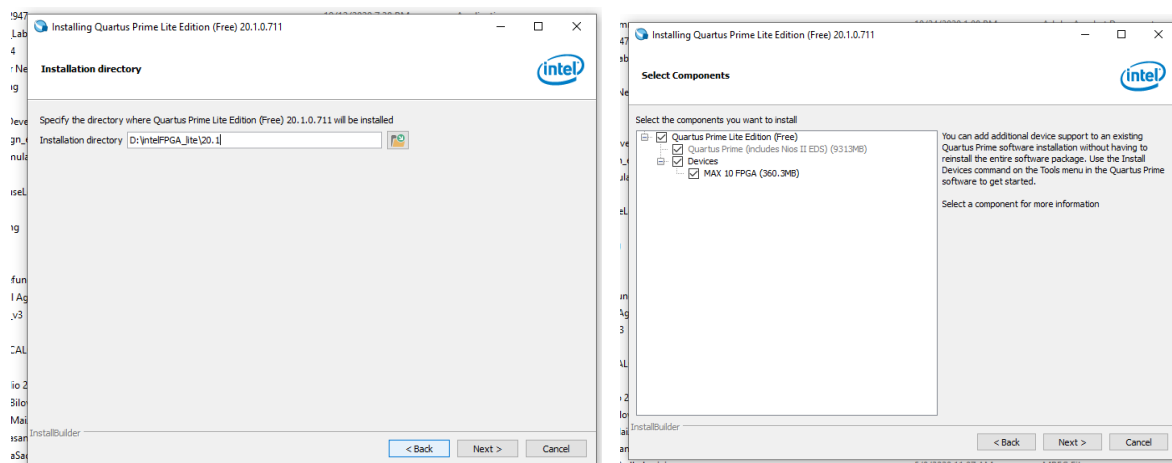 Installing Quartus Prime Lite Edition (Free) 20.1.0.711
Installation directory
intel
Specify the directory where Quartus Prime Lite Edition (Free) 20.1.0.711 will be installed
Installation directory D:\intelFPGA_lite\20.1
InstallBuilder
< Back Next > Cancel
Installing Quartus Prime Lite Edition (Free) 20.1.0.711
Select Components
intel
Select the components you want to install
Quartus Prime Lite Edition (Free)
Quartus Prime (includes Nios II EDS) (9313MB)
Devices
MAX 10 FPGA (360.3MB)
You can add additional device support to an existing
Quartus Prime software installation without having to
reinstall the entire software package. Use the Install
Devices command on the Tools menu in the Quartus Prime
software to get started.
Select a component for more information
InstallBuilder
< Back Next > Cancel